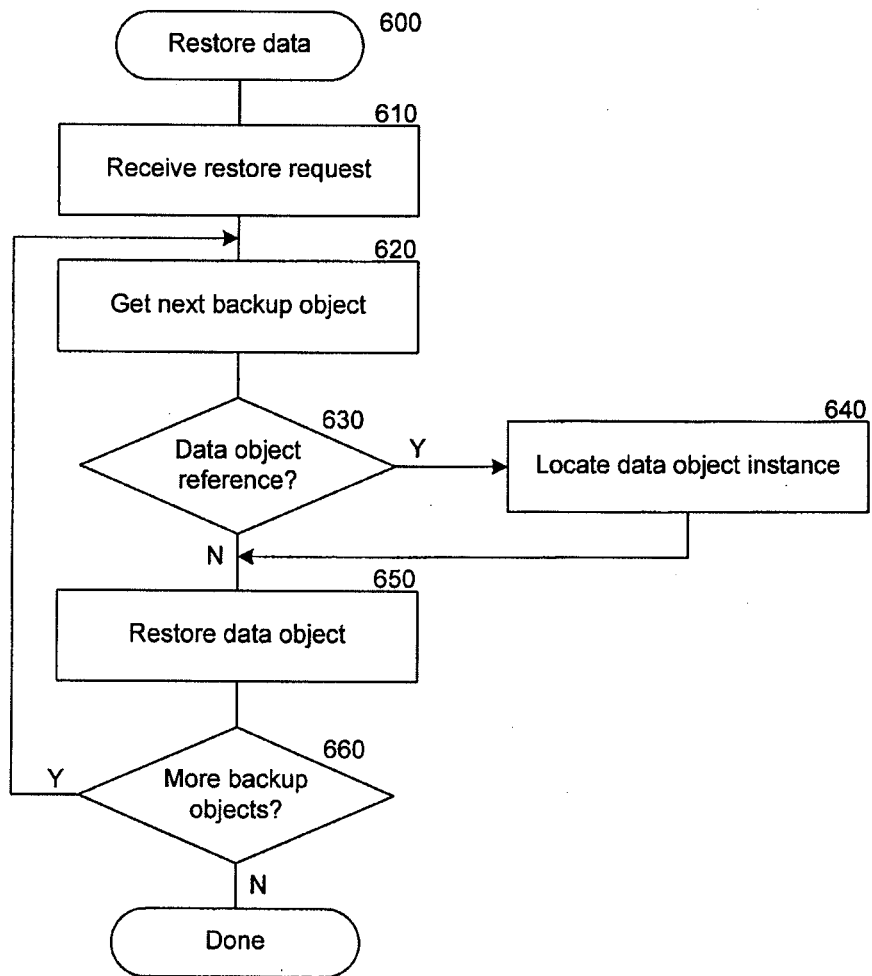 Restore data
600
610
Receive restore request
620
Get next backup object
630
Data object
reference?
Y
640
Locate data object instance
N
650
Restore data object
660
More backup
objects?
Y
N
Done